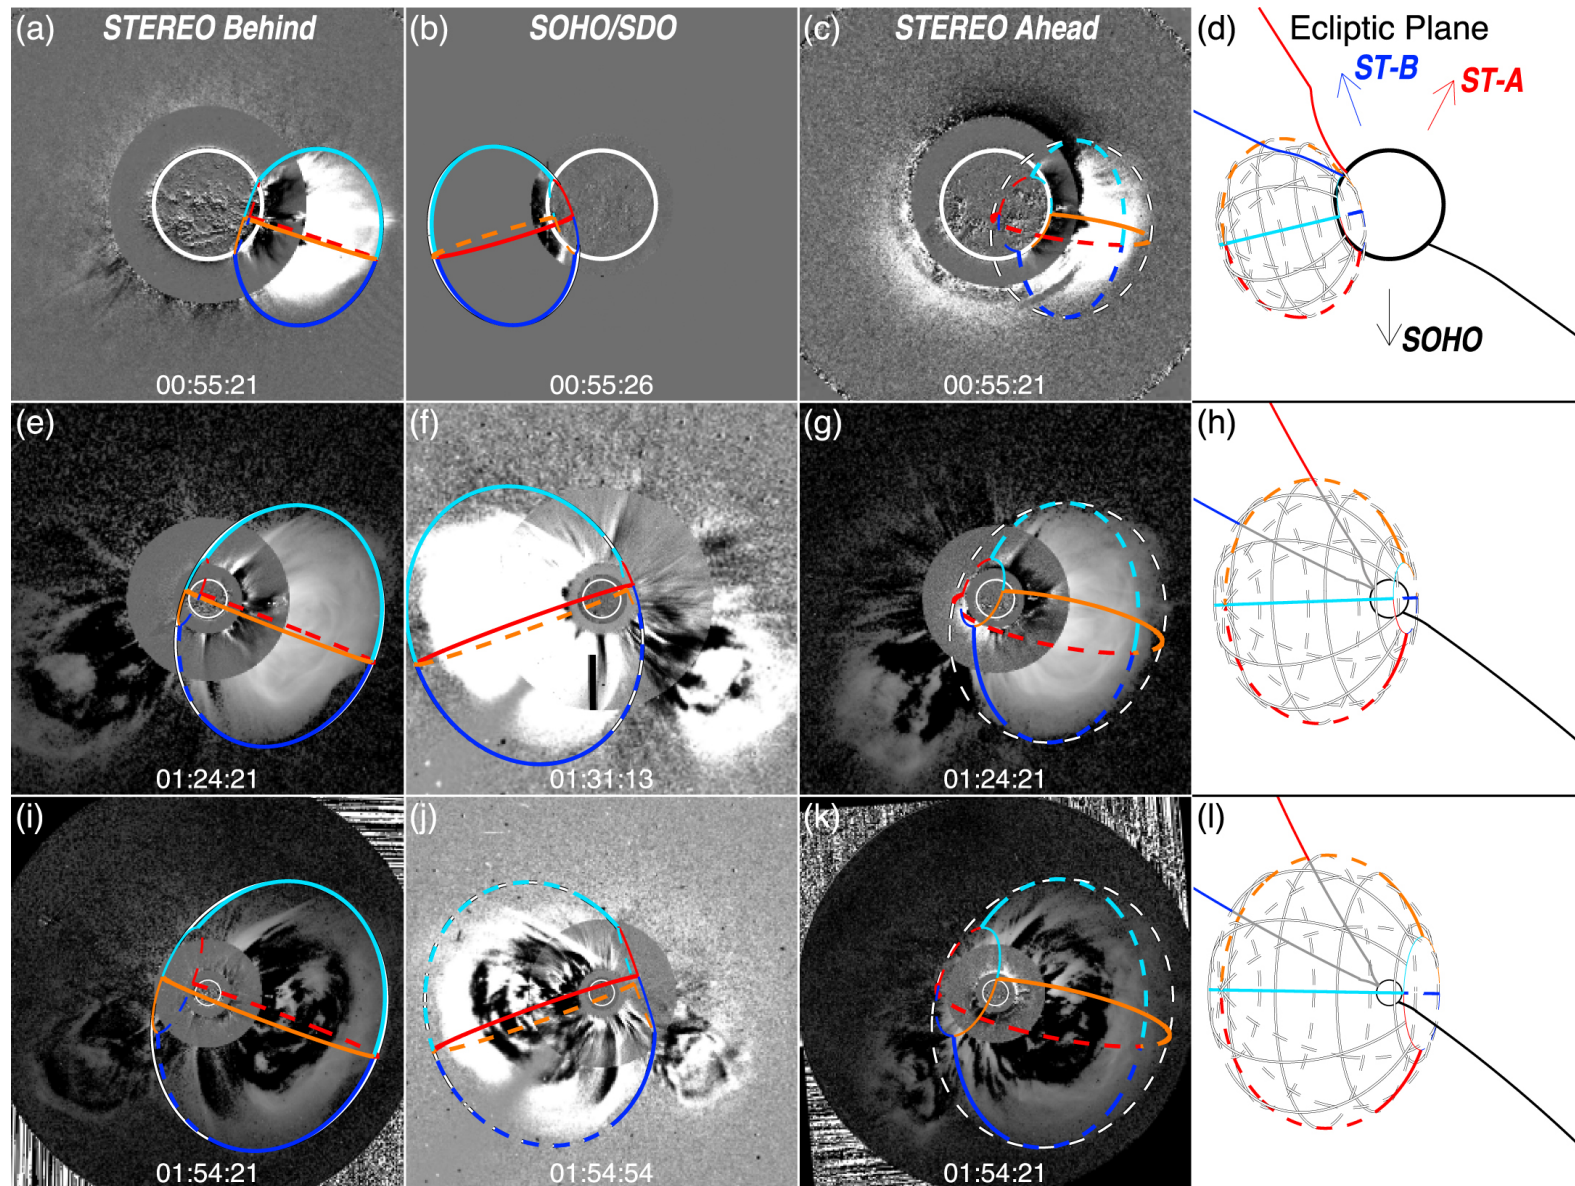 (a) STEREO Behind
(b) SOHO/SDO
(c) STEREO Ahead
(d) Ecliptic Plane
ST-B
ST-A
SOHO
00:55:21
00:55:26
00:55:21
(e)
(f)
(g)
(h)
01:24:21
01:31:13
01:24:21
(i)
(j)
(k)
(l)
01:54:21
01:54:54
01:54:21